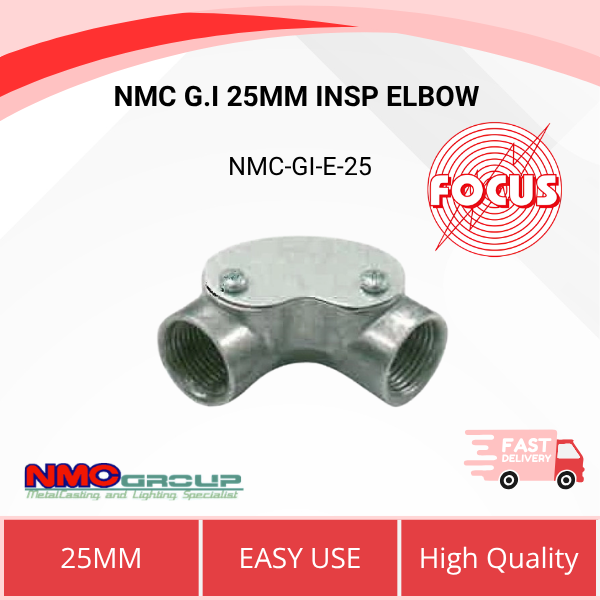 NMC G.I 25MM INSP ELBOW
NMC-GI-E-25
FOCUS
FAST
DELIVERY
NMC GROUP
MetalCasting and Lighting Specialist
25MM
EASY USE
High Quality